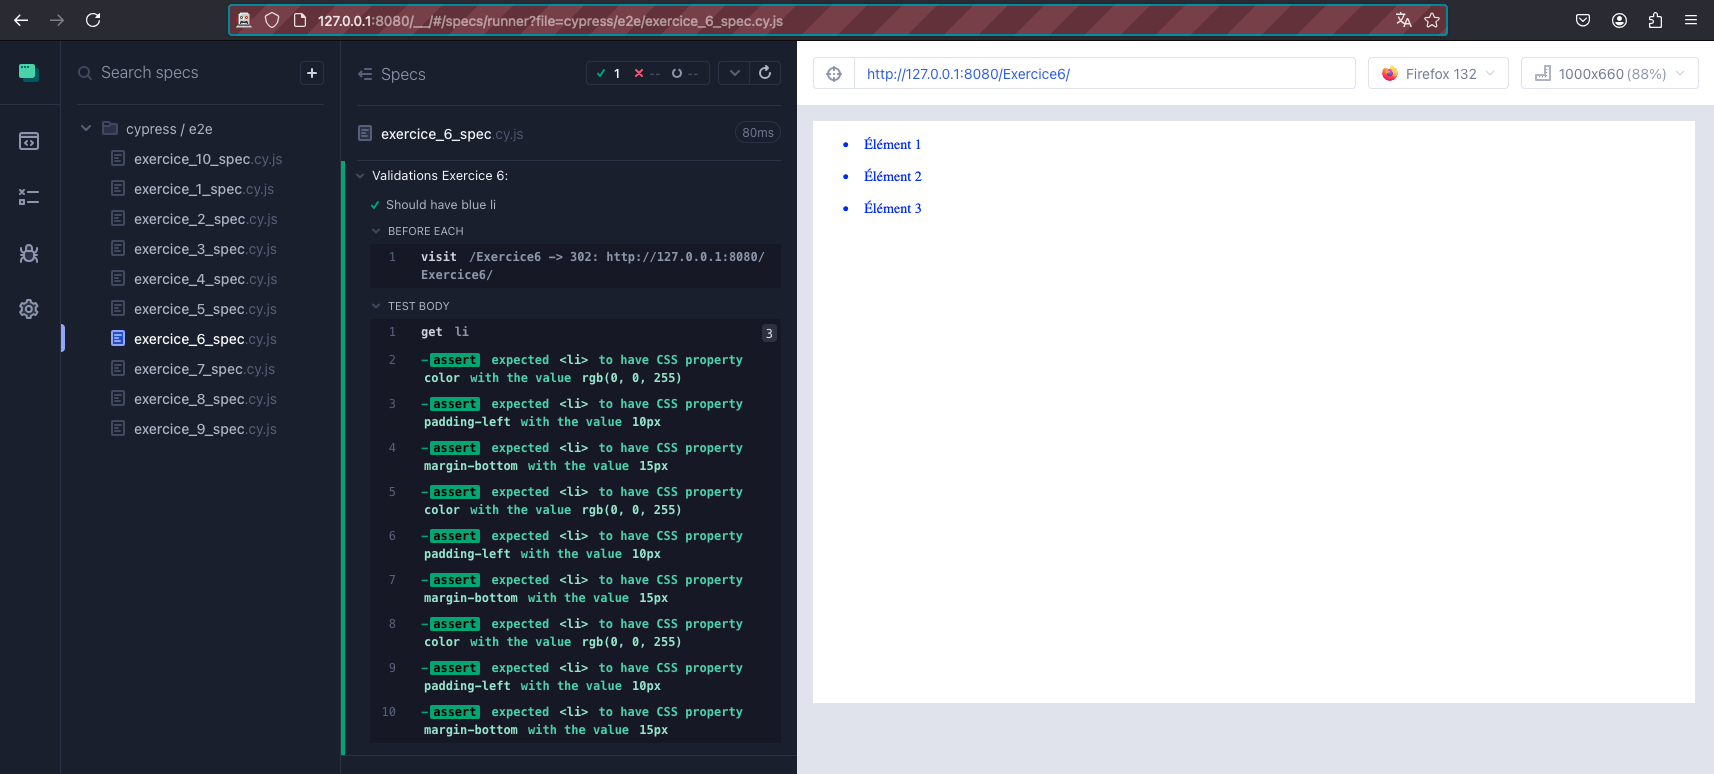 127.0.0.1:8080/__/#/specs/runner?file=cypress/e2e/exercice_6_spec.cy.js
Search specs
+
cypress / e2e
exercice_10_spec.cy.js
exercice_1_spec.cy.js
exercice_2_spec.cy.js
exercice_3_spec.cy.js
exercice_4_spec.cy.js
exercice_5_spec.cy.js
exercice_6_spec.cy.js
exercice_7_spec.cy.js
exercice_8_spec.cy.js
exercice_9_spec.cy.js
Specs
1 -- --
exercice_6_spec.cy.js
80ms
Validations Exercice 6:
Should have blue li
BEFORE EACH
1 visit /Exercice6 -> 302: http://127.0.0.1:8080/
Exercice6/
TEST BODY
1 get li 3
2 -assert expected <li> to have CSS property
color with the value rgb(0, 0, 255)
3 -assert expected <li> to have CSS property
padding-left with the value 10px
4 -assert expected <li> to have CSS property
margin-bottom with the value 15px
5 -assert expected <li> to have CSS property
color with the value rgb(0, 0, 255)
6 -assert expected <li> to have CSS property
padding-left with the value 10px
7 -assert expected <li> to have CSS property
margin-bottom with the value 15px
8 -assert expected <li> to have CSS property
color with the value rgb(0, 0, 255)
9 -assert expected <li> to have CSS property
padding-left with the value 10px
10 -assert expected <li> to have CSS property
margin-bottom with the value 15px
http://127.0.0.1:8080/Exercice6/
Firefox 132
1000x660 (88%)
• Élément 1
• Élément 2
• Élément 3